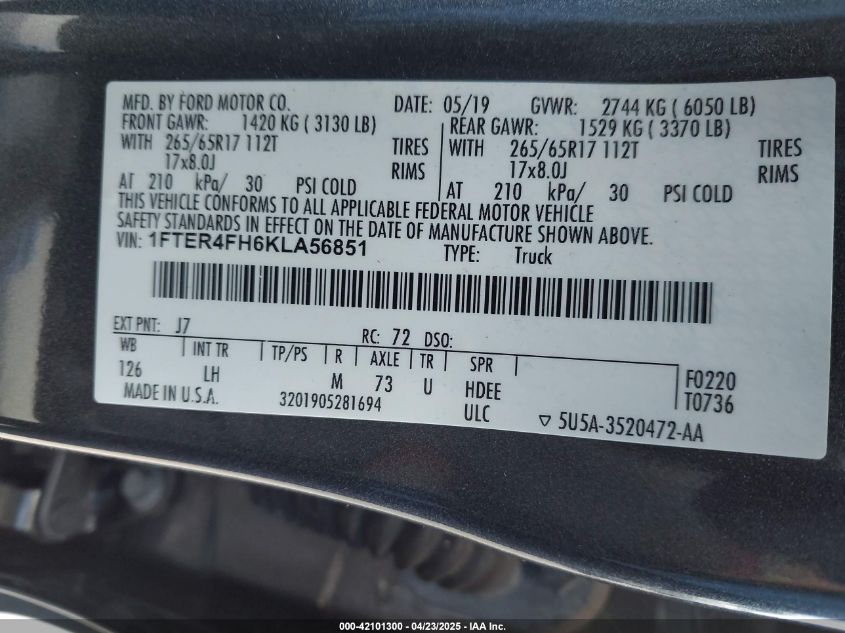 MFD. BY FORD MOTOR CO. DATE: 05/19 GVWR: 2744 KG ( 6050 LB)
FRONT GAWR: 1420 KG ( 3130 LB) REAR GAWR: 1529 KG ( 3370 LB)
WITH 265/65R17 112T TIRES WITH 265/65R17 112T TIRES
17x8.0J RIMS 17x8.0J RIMS
AT 210 kPa/ 30 PSI COLD AT 210 kPa/ 30 PSI COLD
THIS VEHICLE CONFORMS TO ALL APPLICABLE FEDERAL MOTOR VEHICLE
SAFETY STANDARDS IN EFFECT ON THE DATE OF MANUFACTURE SHOWN ABOVE.
VIN: 1FTER4FH6KLA56851 TYPE: Truck
EXT PNT: J7 RC: 72 DSO:
WB INT TR TP/PS R AXLE TR SPR F0220
126 LH M 73 U HDEE T0736
MADE IN U.S.A. 3201905281694 ULC ▽ 5U5A-3520472-AA
000-42101300 - 04/23/2025 - IAA Inc.